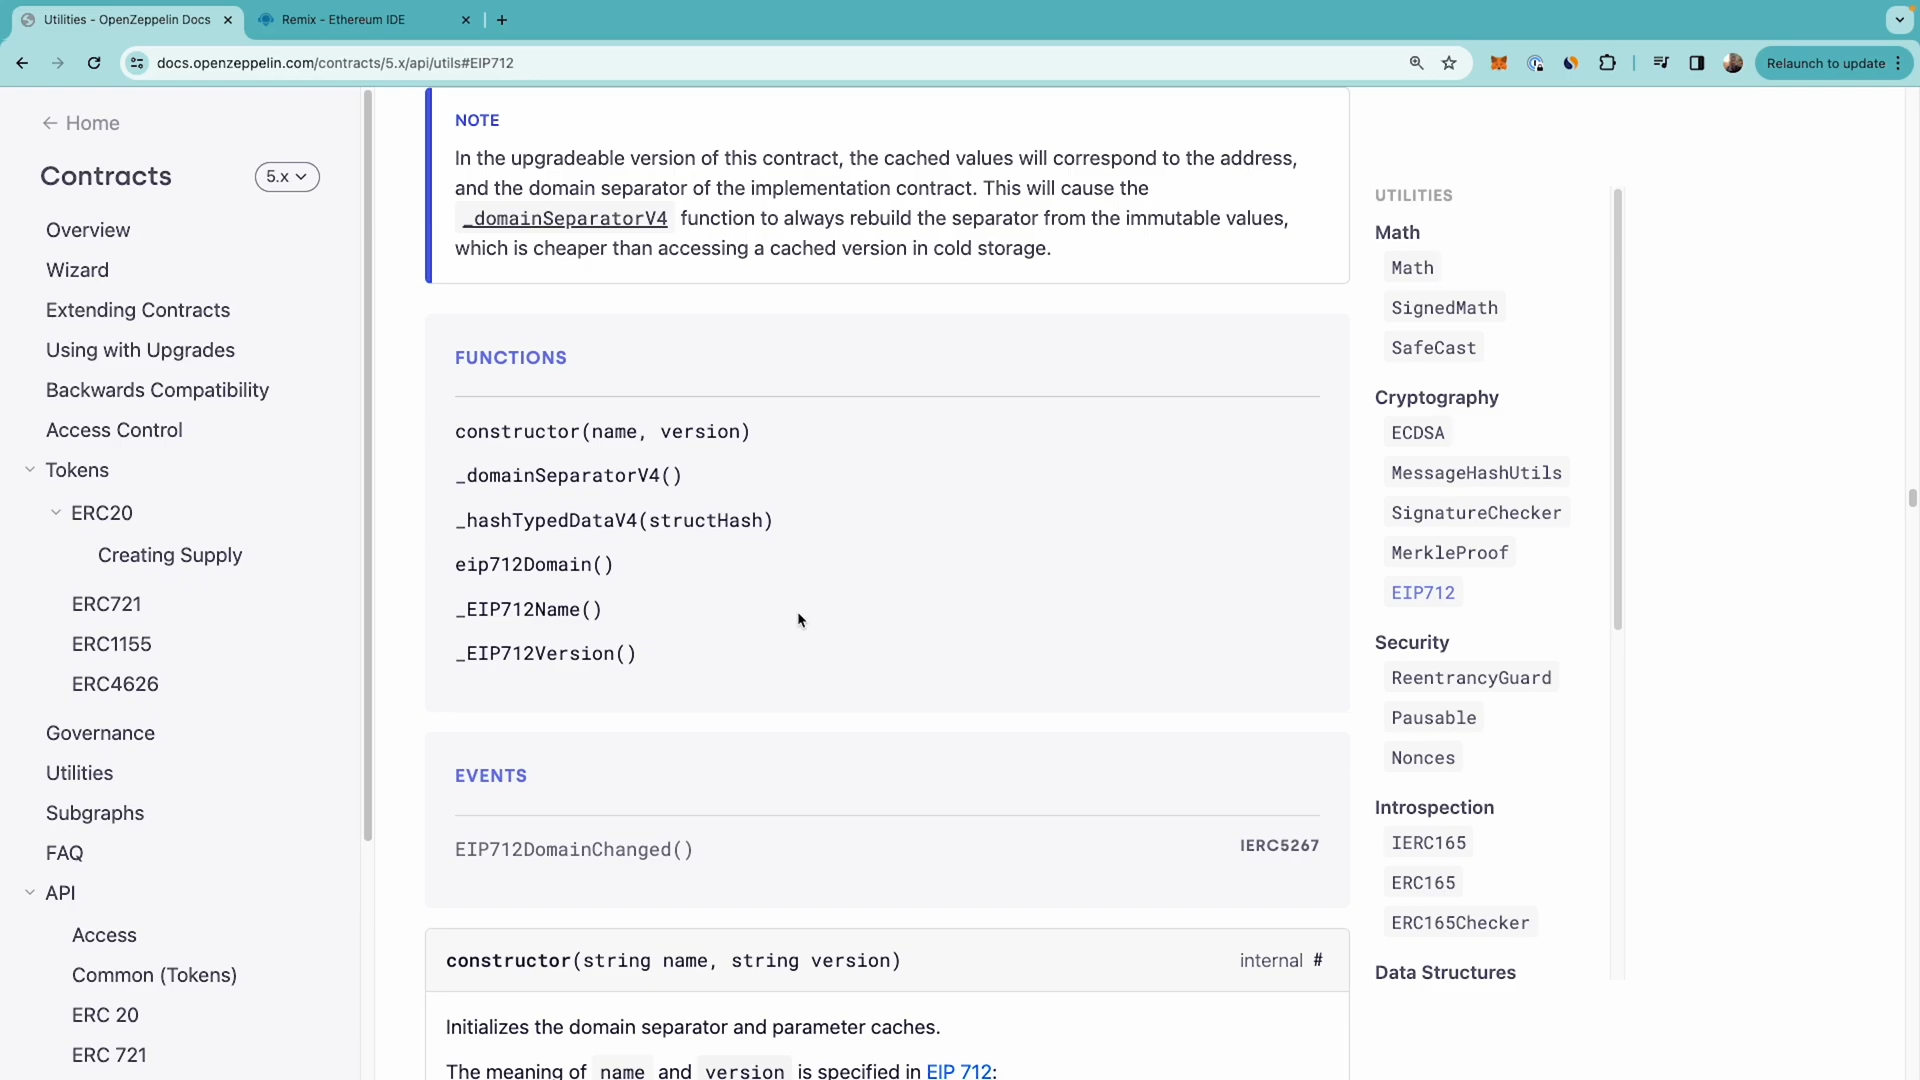 Utilities - OpenZeppelin Docs
Remix - Ethereum IDE
docs.openzeppelin.com/contracts/5.x/api/utils#EIP712
Relaunch to update
Home
Contracts
5.x
Overview
Wizard
Extending Contracts
Using with Upgrades
Backwards Compatibility
Access Control
Tokens
ERC20
Creating Supply
ERC721
ERC1155
ERC4626
Governance
Utilities
Subgraphs
FAQ
API
Access
Common (Tokens)
ERC 20
ERC 721
NOTE
In the upgradeable version of this contract, the cached values will correspond to the address,
and the domain separator of the implementation contract. This will cause the
_domainSeparatorV4 function to always rebuild the separator from the immutable values,
which is cheaper than accessing a cached version in cold storage.
FUNCTIONS
constructor(name, version)
_domainSeparatorV4()
_hashTypedDataV4(structHash)
eip712Domain()
_EIP712Name()
_EIP712Version()
EVENTS
EIP712DomainChanged()
IERC5267
constructor(string name, string version)
internal #
Initializes the domain separator and parameter caches.
The meaning of name and version is specified in EIP 712:
UTILITIES
Math
Math
SignedMath
SafeCast
Cryptography
ECDSA
MessageHashUtils
SignatureChecker
MerkleProof
EIP712
Security
ReentrancyGuard
Pausable
Nonces
Introspection
IERC165
ERC165
ERC165Checker
Data Structures